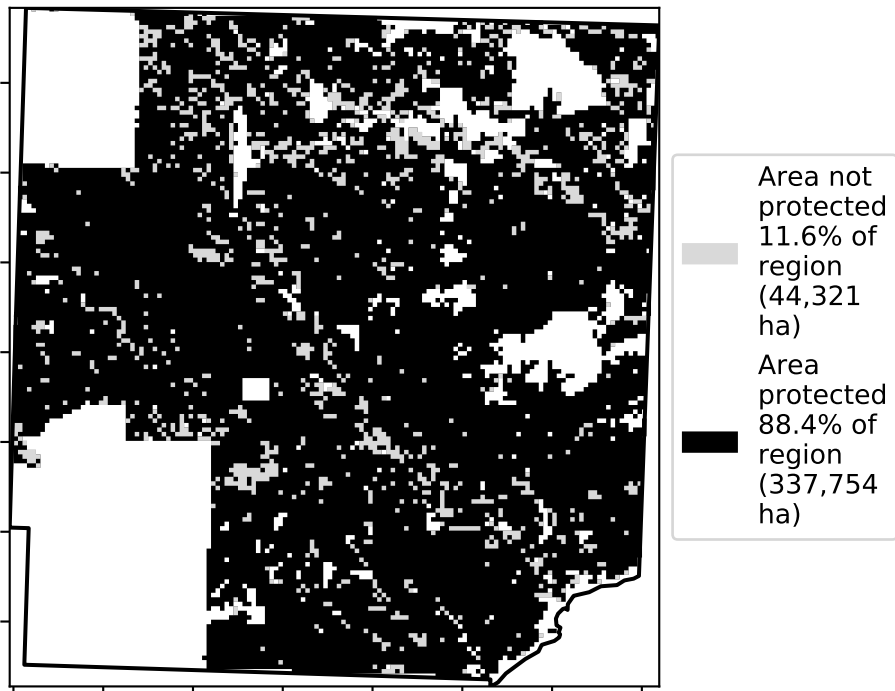 Area not
protected
11.6% of
region
(44,321
ha)
Area
protected
88.4% of
region
(337,754
ha)